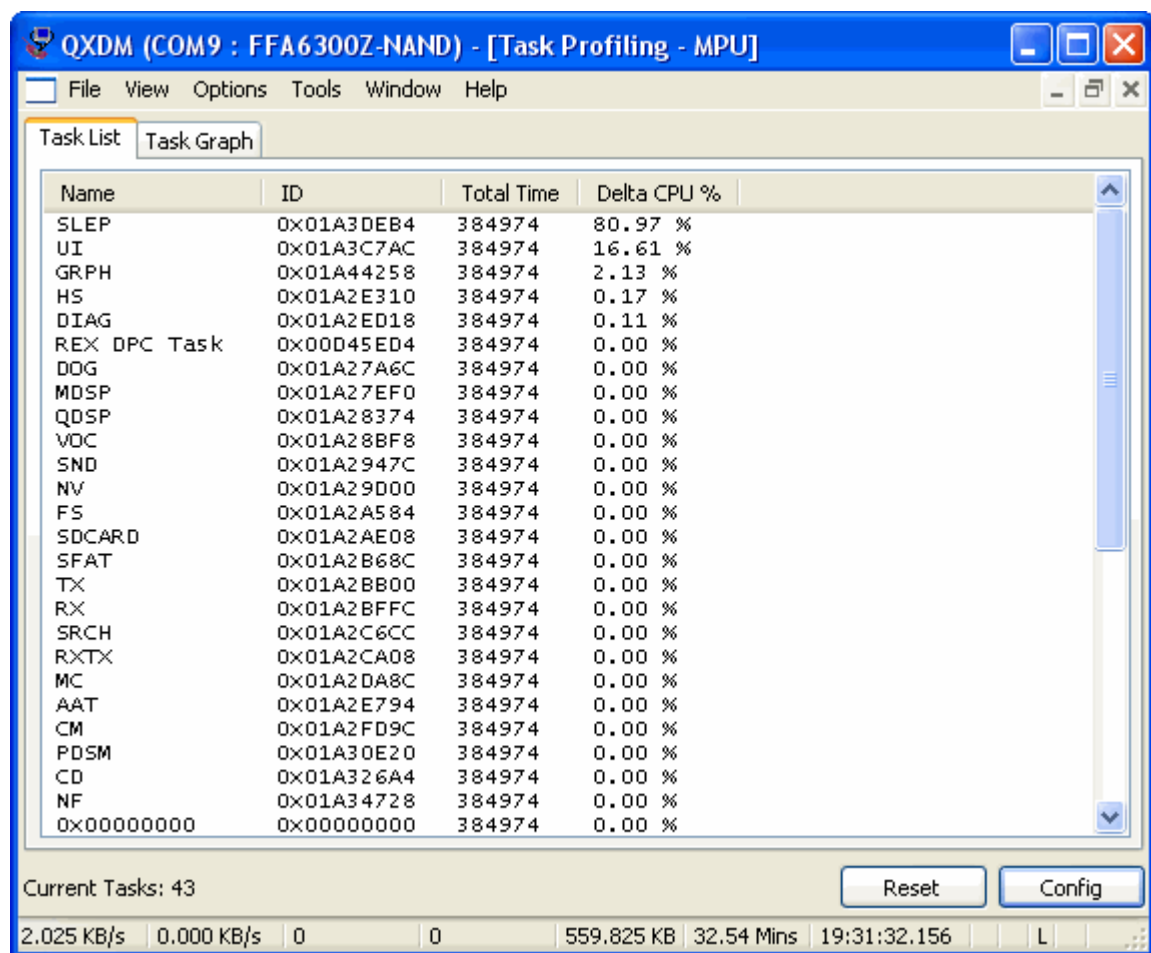 QXDM (COM9 : FFA6300Z-NAND) - [Task Profiling - MPU]
File View Options Tools Window Help
Task List Task Graph
Name ID Total Time Delta CPU %
SLEP 0x01A3DEB4 384974 80.97 %
UI 0x01A3C7AC 384974 16.61 %
GRPH 0x01A44258 384974 2.13 %
HS 0x01A2E310 384974 0.17 %
DIAG 0x01A2ED18 384974 0.11 %
REX DPC Task 0x00D45ED4 384974 0.00 %
DOG 0x01A27A6C 384974 0.00 %
MDSP 0x01A27EF0 384974 0.00 %
QDSP 0x01A28374 384974 0.00 %
VOC 0x01A28BF8 384974 0.00 %
SND 0x01A2947C 384974 0.00 %
NV 0x01A29D00 384974 0.00 %
FS 0x01A2A584 384974 0.00 %
SDCARD 0x01A2AE08 384974 0.00 %
SFAT 0x01A2B68C 384974 0.00 %
TX 0x01A2BB00 384974 0.00 %
RX 0x01A2BFFC 384974 0.00 %
SRCH 0x01A2C6CC 384974 0.00 %
RXTX 0x01A2CA08 384974 0.00 %
MC 0x01A2DA8C 384974 0.00 %
AAT 0x01A2E794 384974 0.00 %
CM 0x01A2FD9C 384974 0.00 %
PDSM 0x01A30E20 384974 0.00 %
CD 0x01A326A4 384974 0.00 %
NF 0x01A34728 384974 0.00 %
0x00000000 0x00000000 384974 0.00 %
Current Tasks: 43 Reset Config
2.025 KB/s 0.000 KB/s 0 0 559.825 KB 32.54 Mins 19:31:32.156 L